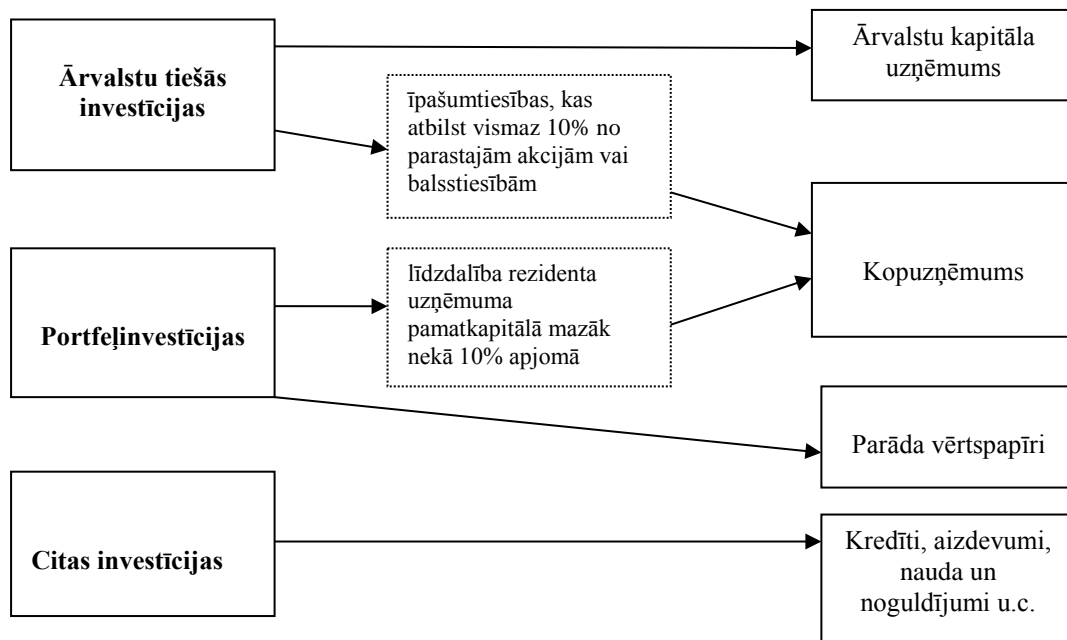 Ārvalstu tiešās
investīcijas
īpašumtiesības, kas
atbilst vismaz 10% no
parastajām akcijām vai
balsstiesībām
Ārvalstu kapitāla
uzņēmums
Portfeļinvestīcijas
līdzdalība rezidenta
uzņēmuma
pamatkapitālā mazāk
nekā 10% apjomā
Kopuzņēmums
Parāda vērtspapīri
Citas investīcijas
Kredīti, aizdevumi,
nauda un
noguldījumi u.c.